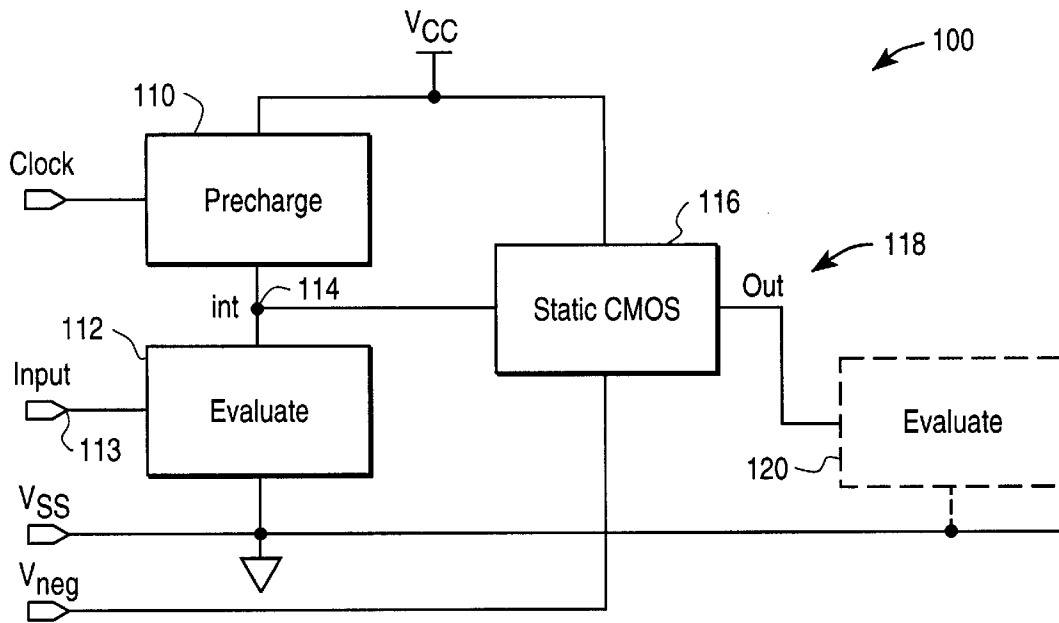 V_CC
100
110
Clock
Precharge
116
118
int
114
Static CMOS
Out
112
Input
Evaluate
113
Evaluate
120
V_SS
V_neg